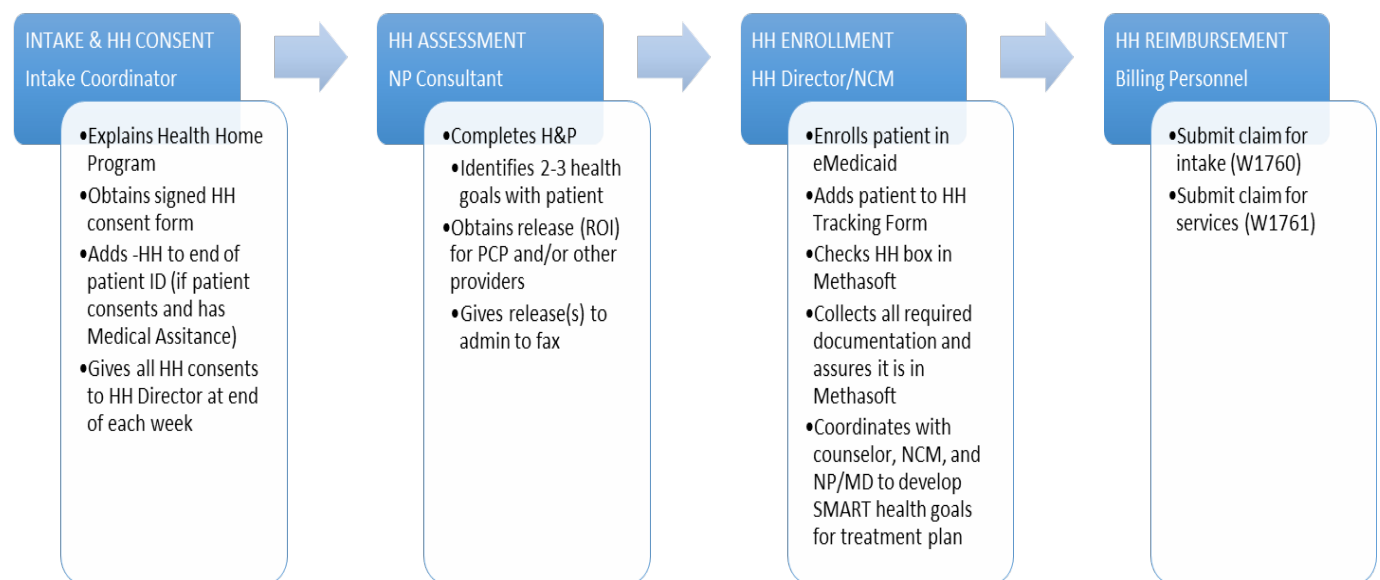 INTAKE & HH CONSENT
Intake Coordinator
•Explains Health Home
Program
•Obtains signed HH
consent form
•Adds -HH to end of
patient ID (if patient
consents and has
Medical Assitance)
•Gives all HH consents
to HH Director at end
of each week
HH ASSESSMENT
NP Consultant
•Completes H&P
•Identifies 2-3 health
goals with patient
•Obtains release (ROI)
for PCP and/or other
providers
•Gives release(s) to
admin to fax
HH ENROLLMENT
HH Director/NCM
•Enrolls patient in
eMedicaid
•Adds patient to HH
Tracking Form
•Checks HH box in
Methasoft
•Collects all required
documentation and
assures it is in
Methasoft
•Coordinates with
counselor, NCM, and
NP/MD to develop
SMART health goals
for treatment plan
HH REIMBURSEMENT
Billing Personnel
•Submit claim for
intake (W1760)
•Submit claim for
services (W1761)